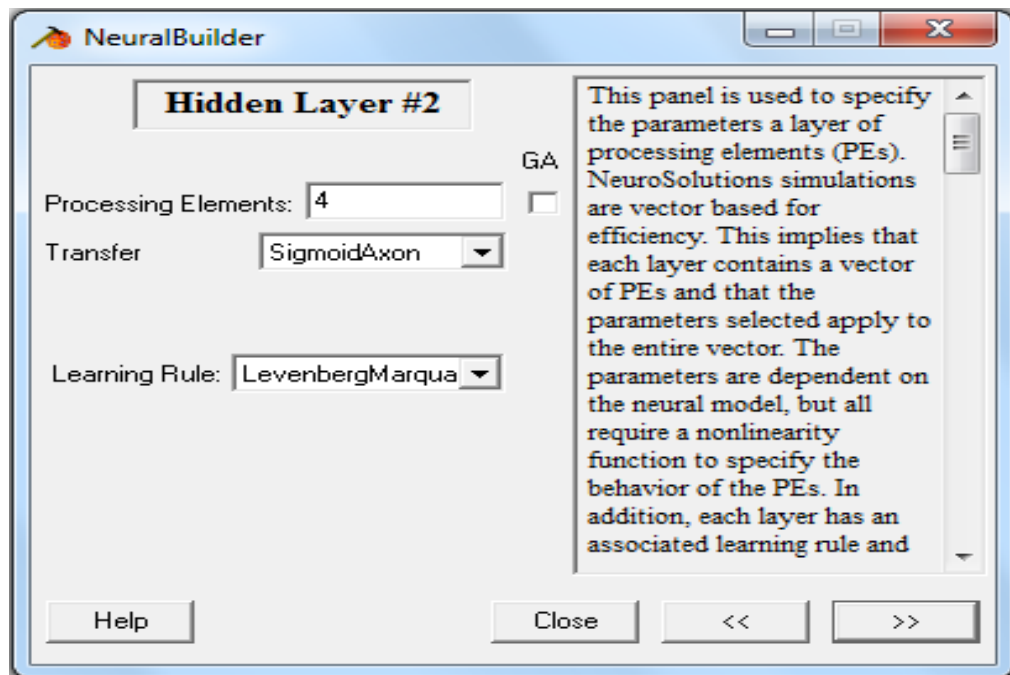 NeuralBuilder
Hidden Layer #2
GA
Processing Elements: 4
Transfer SigmoidAxon
Learning Rule: LevenbergMarqua
This panel is used to specify
the parameters a layer of
processing elements (PEs).
NeuroSolutions simulations
are vector based for
efficiency. This implies that
each layer contains a vector
of PEs and that the
parameters selected apply to
the entire vector. The
parameters are dependent on
the neural model, but all
require a nonlinearity
function to specify the
behavior of the PEs. In
addition, each layer has an
associated learning rule and
Help Close << >>